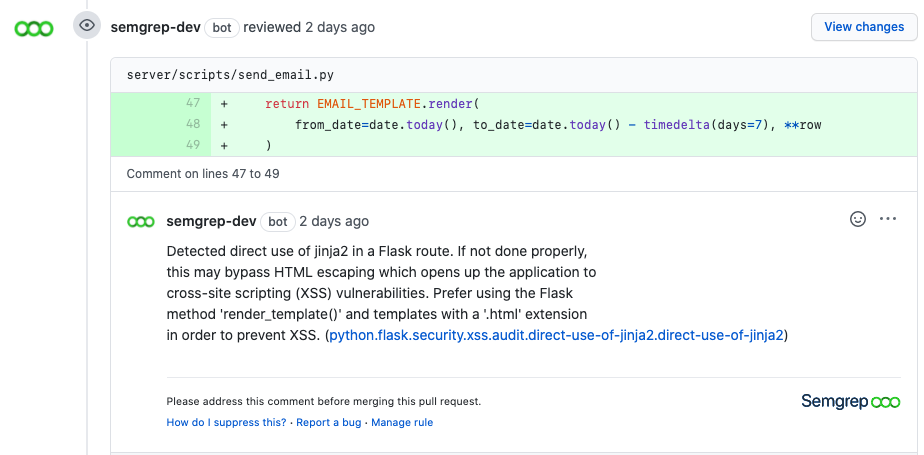 semgrep-dev bot reviewed 2 days ago
View changes
server/scripts/send_email.py
47 + return EMAIL_TEMPLATE.render(
48 + from_date=date.today(), to_date=date.today() - timedelta(days=7), **row
49 + )
Comment on lines 47 to 49
semgrep-dev bot 2 days ago
Detected direct use of jinja2 in a Flask route. If not done properly,
this may bypass HTML escaping which opens up the application to
cross-site scripting (XSS) vulnerabilities. Prefer using the Flask
method 'render_template()' and templates with a '.html' extension
in order to prevent XSS. (python.flask.security.xss.audit.direct-use-of-jinja2.direct-use-of-jinja2)
Please address this comment before merging this pull request.
Semgrep
How do I suppress this? · Report a bug · Manage rule